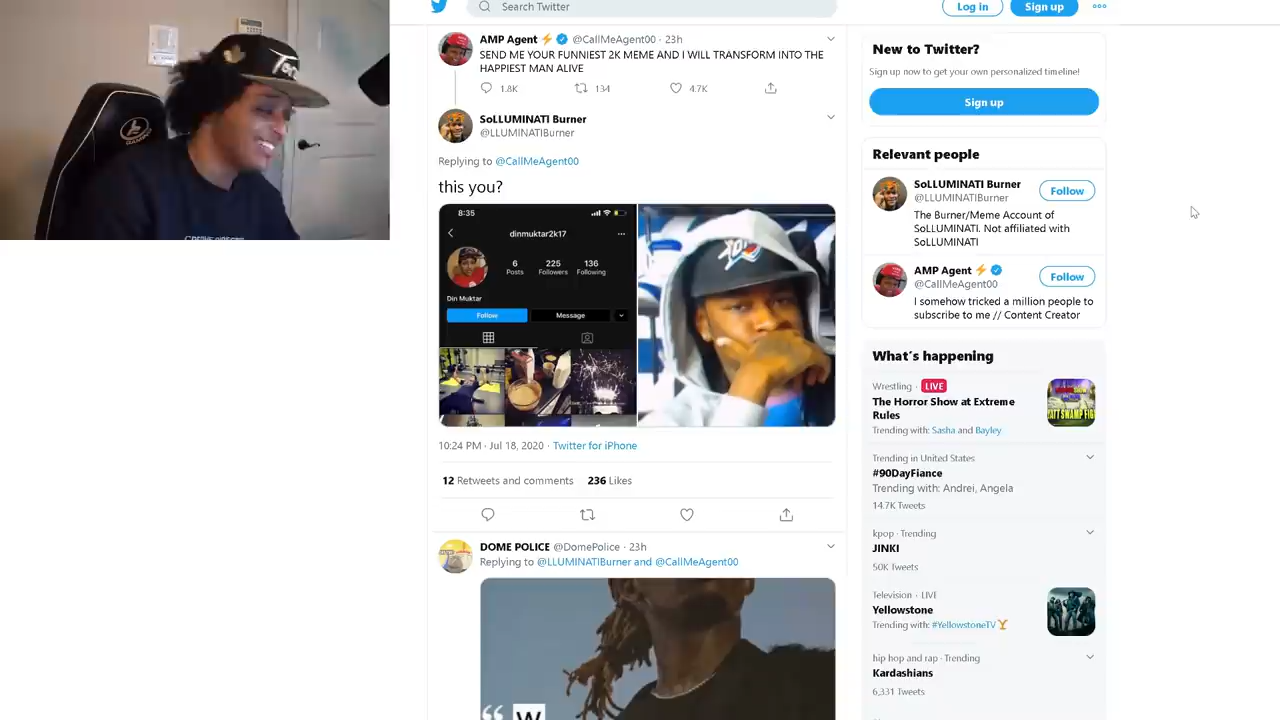 Search Twitter
Log in
Sign up
AMP Agent @CallMeAgent00 · 23h
SEND ME YOUR FUNNIEST 2K MEME AND I WILL TRANSFORM INTO THE
HAPPIEST MAN ALIVE
1.8K 134 4.7K
SoLLUMINATI Burner
@LLUMINATIBurner
Replying to @CallMeAgent00
this you?
8:35
dinmuktar2k17
6 225 136
Posts Followers Following
Din Muktar
Follow Message
10:24 PM · Jul 18, 2020 · Twitter for iPhone
12 Retweets and comments 236 Likes
DOME POLICE @DomePolice · 23h
Replying to @LLUMINATIBurner and @CallMeAgent00
“ W
New to Twitter?
Sign up now to get your own personalized timeline!
Sign up
Relevant people
SoLLUMINATI Burner
@LLUMINATIBurner
Follow
The Burner/Meme Account of
SoLLUMINATI. Not affiliated with
SoLLUMINATI
AMP Agent
@CallMeAgent00
Follow
I somehow tricked a million people to
subscribe to me // Content Creator
What's happening
Wrestling · LIVE
The Horror Show at Extreme
Rules
Trending with: Sasha and Bayley
Trending in United States
#90DayFiance
Trending with: Andrei, Angela
14.7K Tweets
kpop · Trending
JINKI
50K Tweets
Television · LIVE
Yellowstone
Trending with: #YellowstoneTV
hip hop and rap · Trending
Kardashians
6,331 Tweets